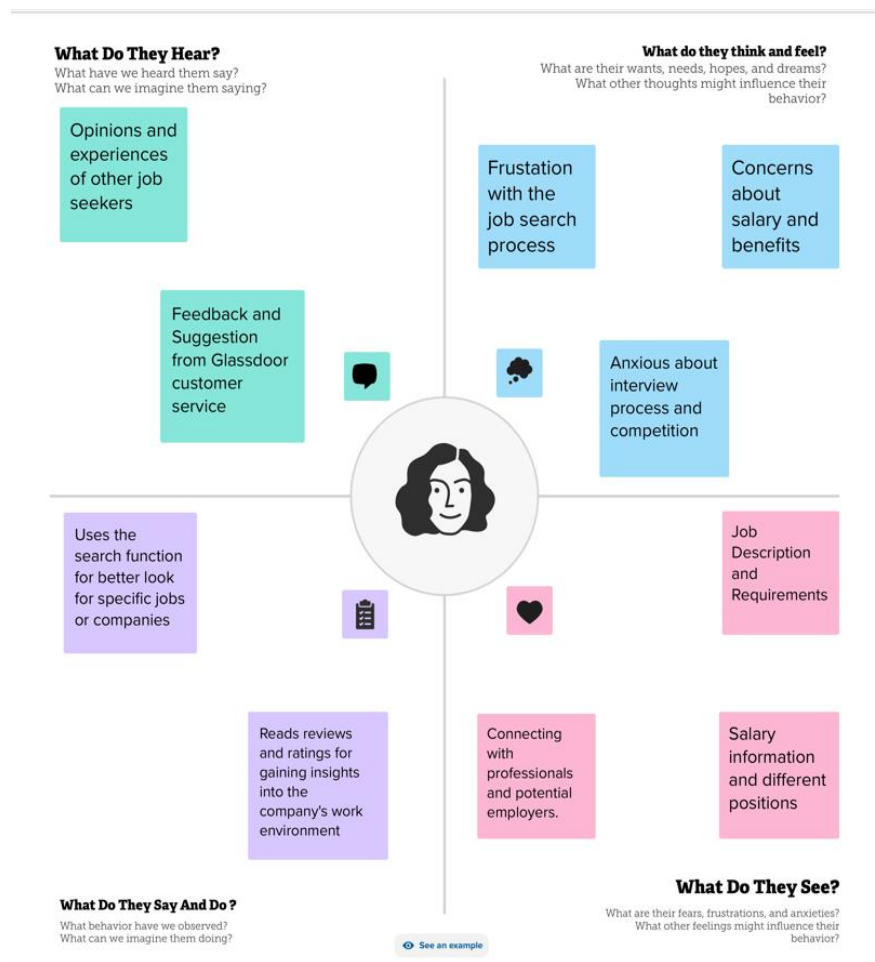 What Do They Hear?
What have we heard them say?
What can we imagine them saying?
Opinions and
experiences
of other job
seekers
Feedback and
Suggestion
from Glassdoor
customer
service
What do they think and feel?
What are their wants, needs, hopes, and dreams?
What other thoughts might influence their
behavior?
Frustation
with the
job search
process
Concerns
about
salary and
benefits
Anxious about
interview
process and
competition
Uses the
search function
for better look
for specific jobs
or companies
Reads reviews
and ratings for
gaining insights
into the
company's work
environment
What Do They Say And Do ?
What behavior have we observed?
What can we imagine them doing?
Job
Description
and
Requirements
Connecting
with
professionals
and potential
employers.
Salary
information
and different
positions
What Do They See?
What are their fears, frustrations, and anxieties?
What other feelings might influence their
behavior?
See an example